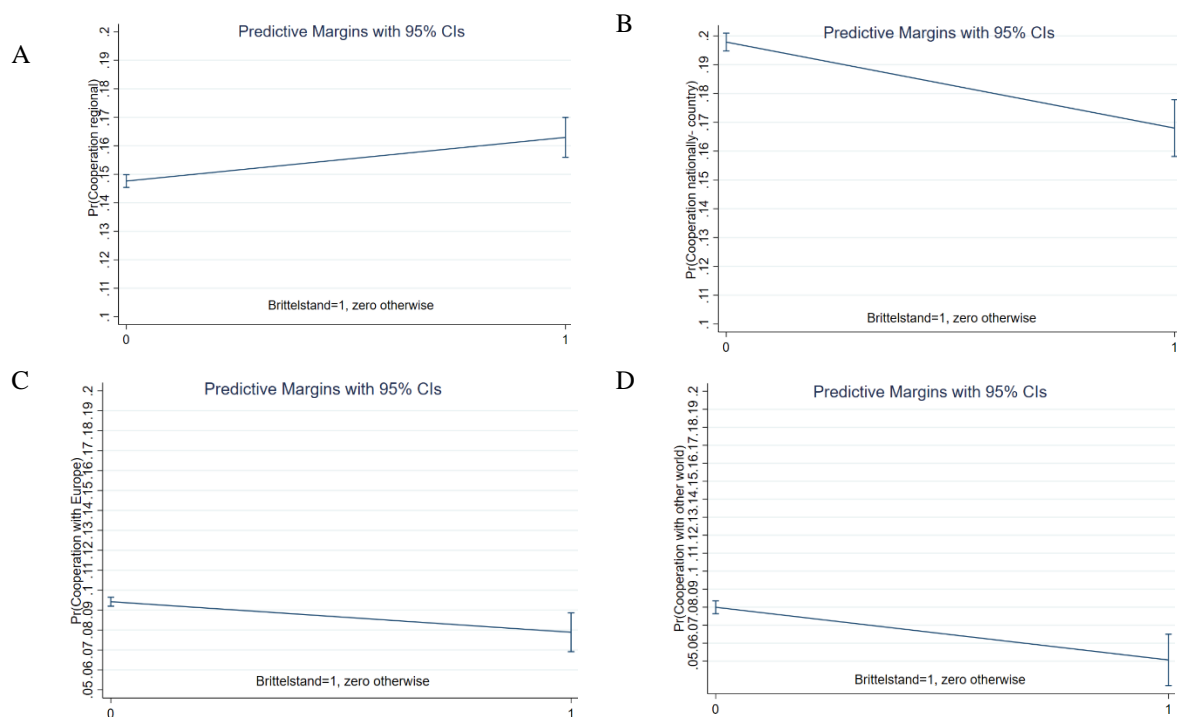 A
Predictive Margins with 95% CIs
Pr(Cooperation regional)
.2
.19
.18
.17
.16
.15
.14
.13
.12
.11
.1
Brittelstand=1, zero otherwise
0
1
B
Predictive Margins with 95% CIs
Pr(Cooperation nationally- country)
.2
.19
.18
.17
.16
.15
.14
.13
.12
.11
.1
Brittelstand=1, zero otherwise
0
1
C
Predictive Margins with 95% CIs
Pr(Cooperation with Europe)
.05.06.07.08.09 .1 .11.12.13.14.15.16.17.18.19 .2
Brittelstand=1, zero otherwise
0
1
D
Predictive Margins with 95% CIs
Pr(Cooperation with other world)
.05.06.07.08.09 .1 .11.12.13.14.15.16.17.18.19 .2
Brittelstand=1, zero otherwise
0
1